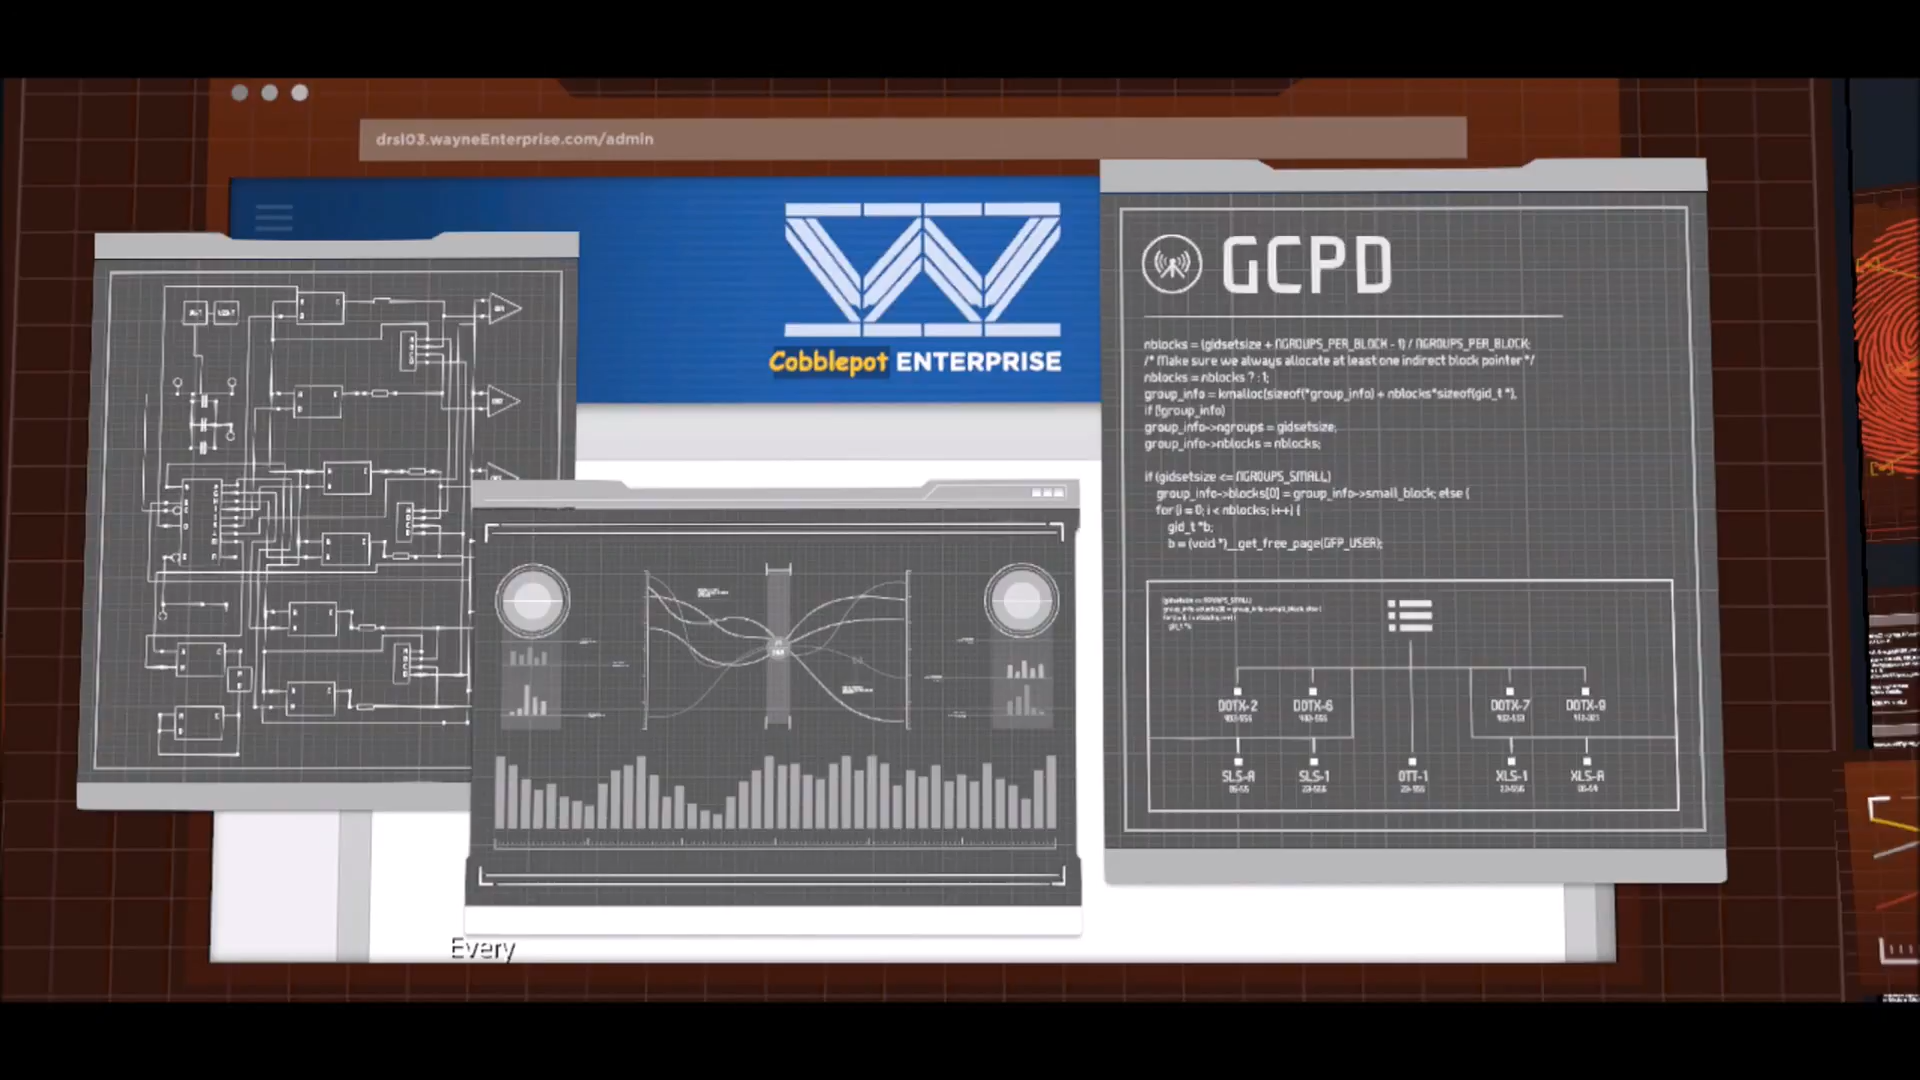 drsl03.wayneEnterprise.com/admin
Cobblepot ENTERPRISE
GCPD
nblocks = (gidsetsize + NGROUPS_PER_BLOCK - 1) / NGROUPS_PER_BLOCK;
/* Make sure we always allocate at least one indirect block pointer */
nblocks = nblocks ? : 1;
group_info = kmalloc(sizeof(*group_info) + nblocks*sizeof(gid_t *),
if (!group_info)
group_info->ngroups = gidsetsize;
group_info->nblocks = nblocks;
if (gidsetsize <= NGROUPS_SMALL)
group_info->blocks[0] = group_info->small_block; else {
for (i = 0; i < nblocks; i++) {
gid_t *b;
b = (void *)__get_free_page(GFP_USER);
DOTX-2 DOTX-6 DOTX-7 DOTX-9
SLS-A SLS-1 OTT-1 XLS-1 XLS-A
Every